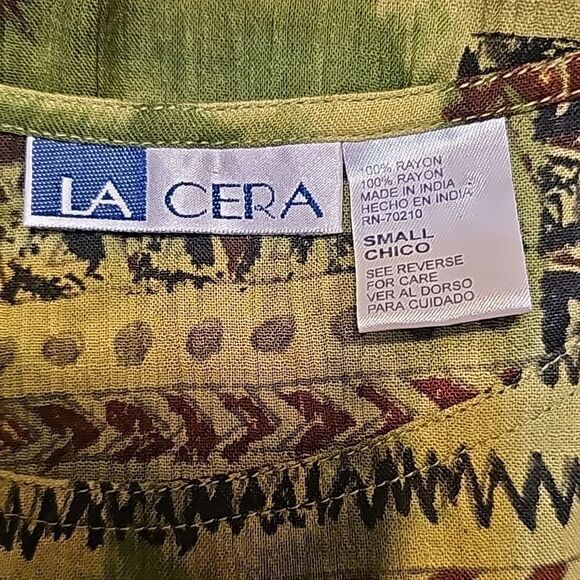 LA CERA
100% RAYON
100% RAYON
MADE IN INDIA
HECHO EN INDIA
RN-70210
SMALL
CHICO
SEE REVERSE
FOR CARE
VER AL DORSO
PARA CUIDADO